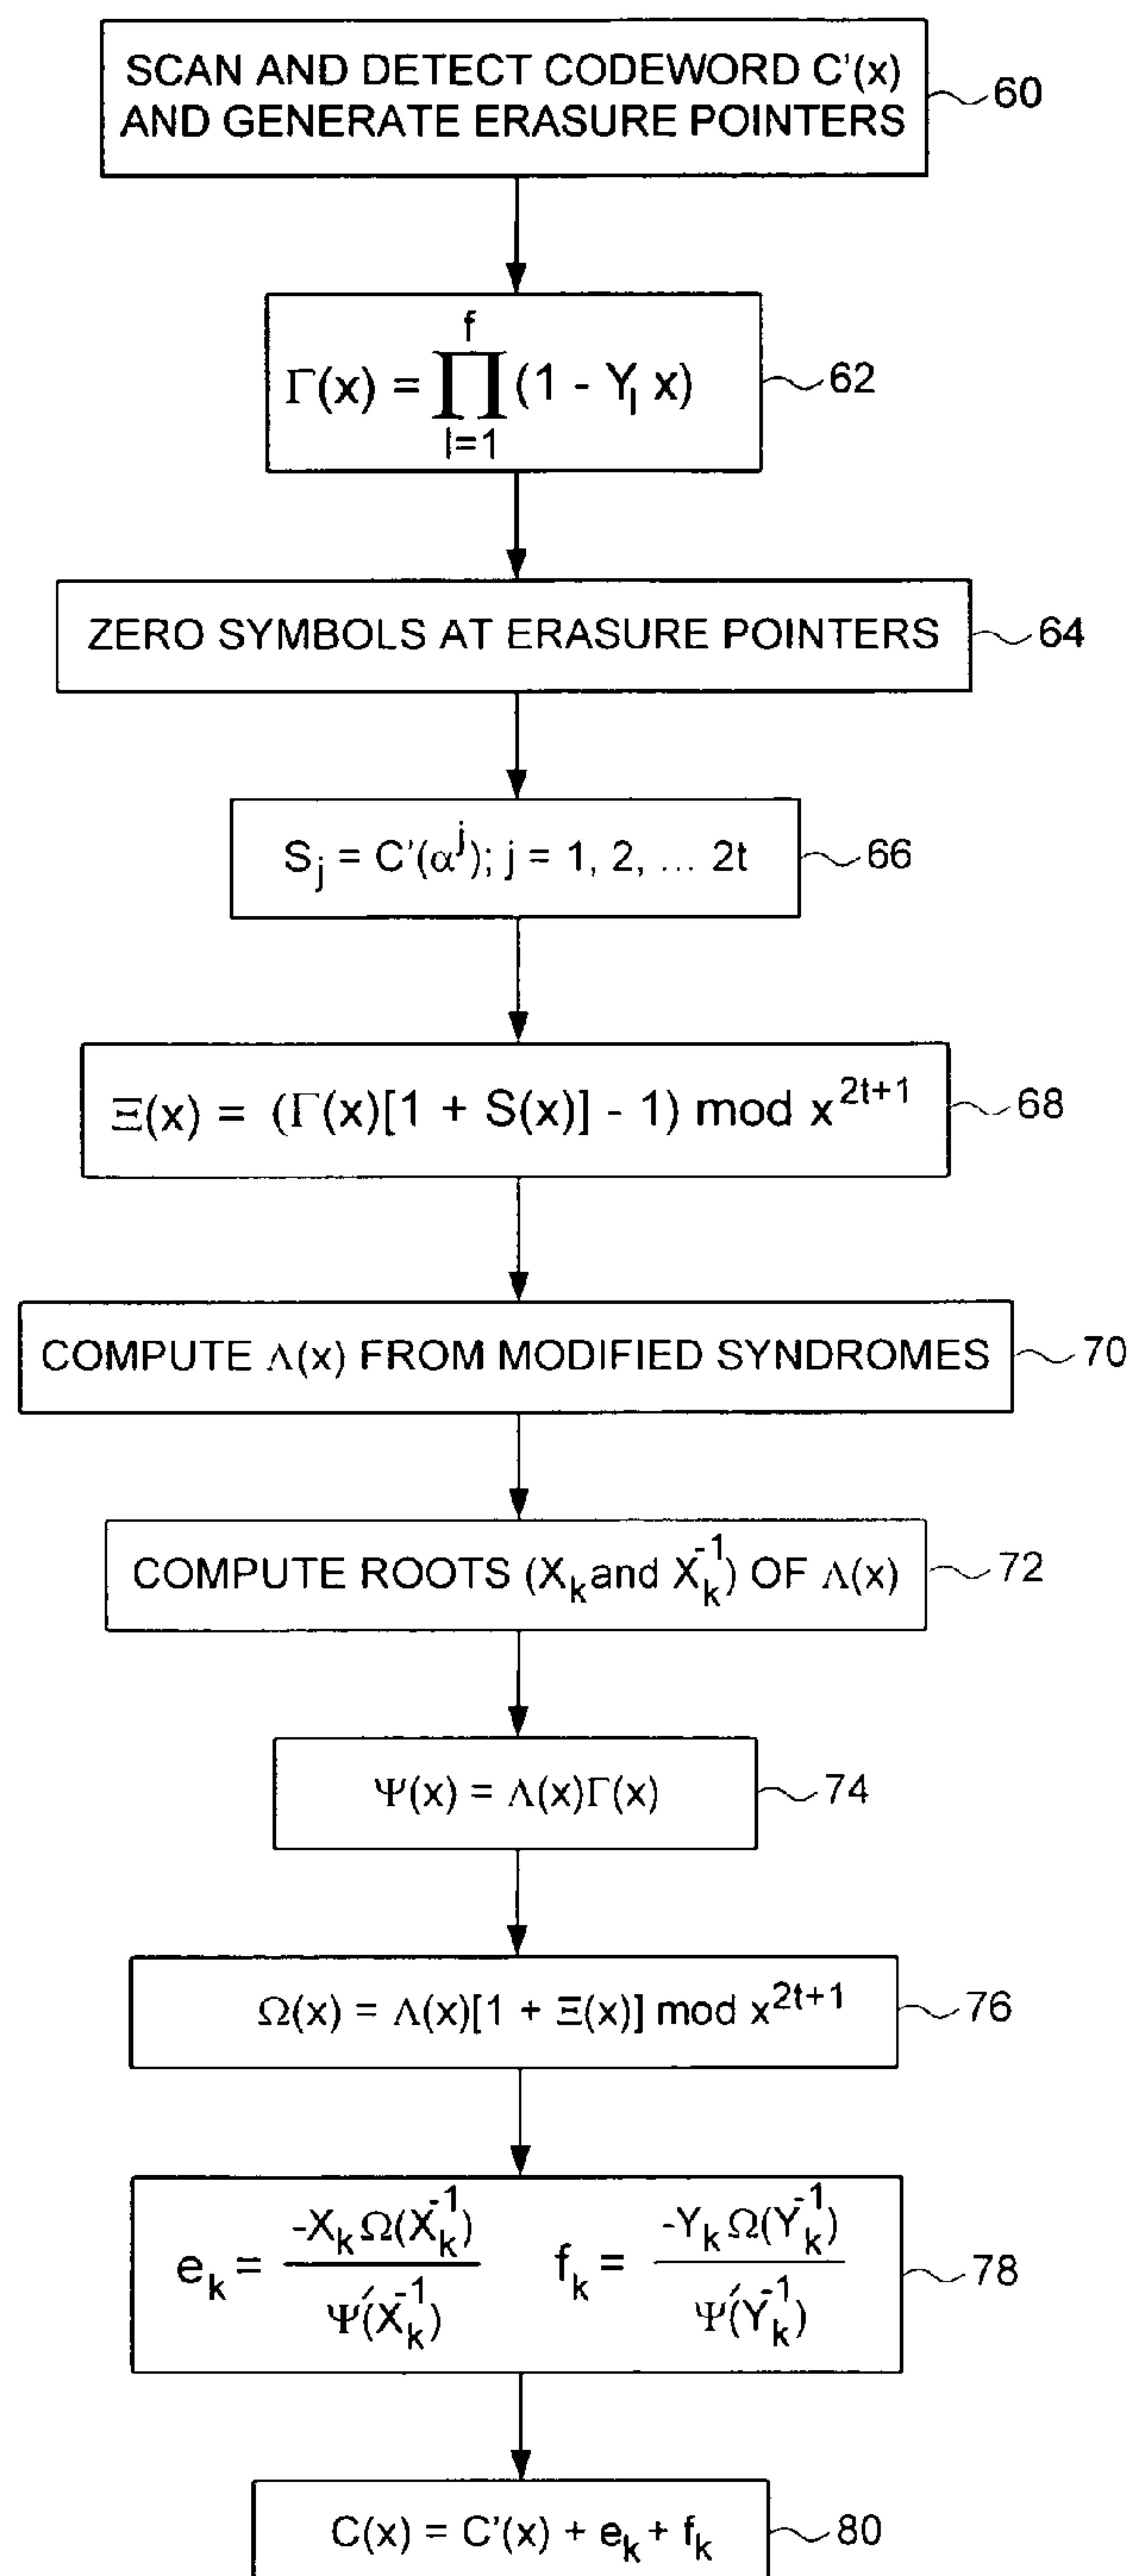 SCAN AND DETECT CODEWORD C'(x)
AND GENERATE ERASURE POINTERS
60
Γ(x) = ∏_{l=1}^{f} (1 - Y_l x)
62
ZERO SYMBOLS AT ERASURE POINTERS
64
S_j = C'(α^j); j = 1, 2, ... 2t
66
Ξ(x) = (Γ(x)[1 + S(x)] - 1) mod x^{2t+1}
68
COMPUTE Λ(x) FROM MODIFIED SYNDROMES
70
COMPUTE ROOTS (X_k and X_k^{-1}) OF Λ(x)
72
Ψ(x) = Λ(x)Γ(x)
74
Ω(x) = Λ(x)[1 + Ξ(x)] mod x^{2t+1}
76
e_k = -X_k Ω(X_k^{-1}) / Ψ'(X_k^{-1})    f_k = -Y_k Ω(Y_k^{-1}) / Ψ'(Y_k^{-1})
78
C(x) = C'(x) + e_k + f_k
80